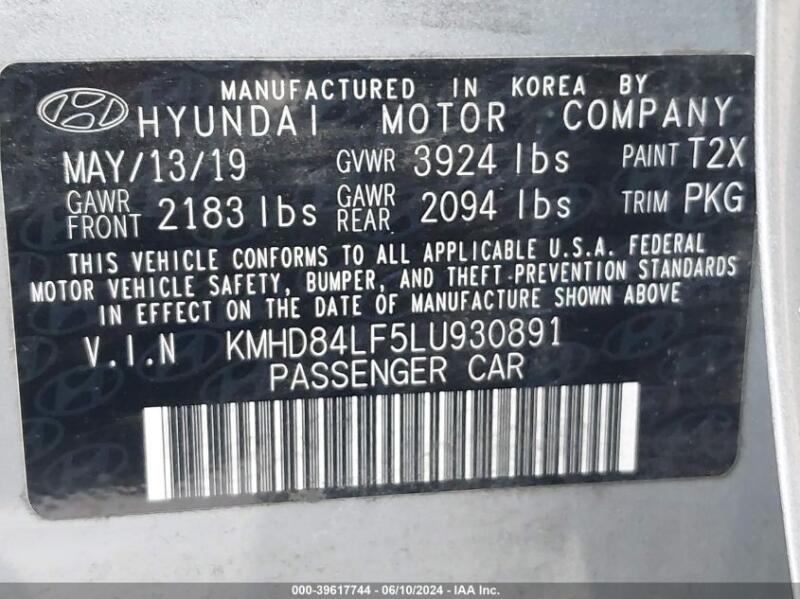 MANUFACTURED IN KOREA BY
HYUNDAI MOTOR COMPANY
MAY/13/19 GVWR 3924 lbs PAINT T2X
GAWR FRONT 2183 lbs GAWR REAR 2094 lbs TRIM PKG
THIS VEHICLE CONFORMS TO ALL APPLICABLE U.S.A. FEDERAL
MOTOR VEHICLE SAFETY, BUMPER, AND THEFT-PREVENTION STANDARDS
IN EFFECT ON THE DATE OF MANUFACTURE SHOWN ABOVE
V.I.N KMHD84LF5LU930891
PASSENGER CAR
000-39617744 - 06/10/2024 - IAA Inc.